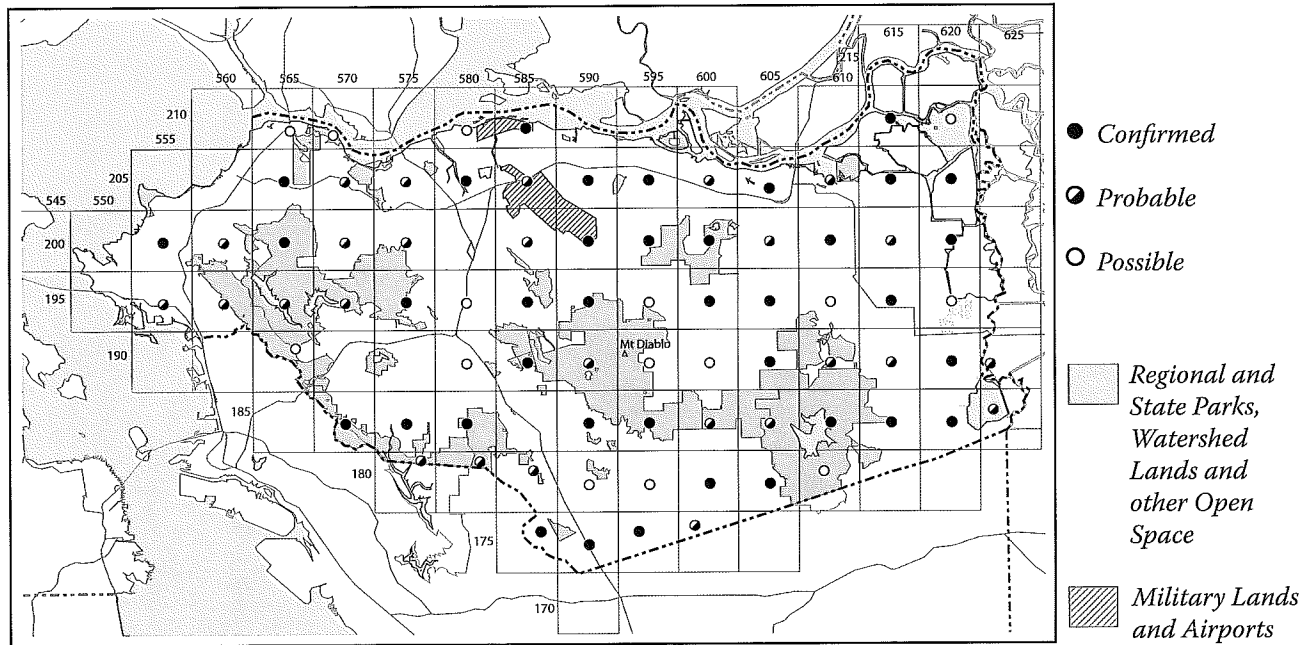 615
620
625
215
560
565
570
575
580
585
590
595
600
605
610
210
555
205
545
550
200
195
190
Mt Diablo
185
180
175
170
Confirmed
Probable
Possible
Regional and
State Parks,
Watershed
Lands and
other Open
Space
Military Lands
and Airports